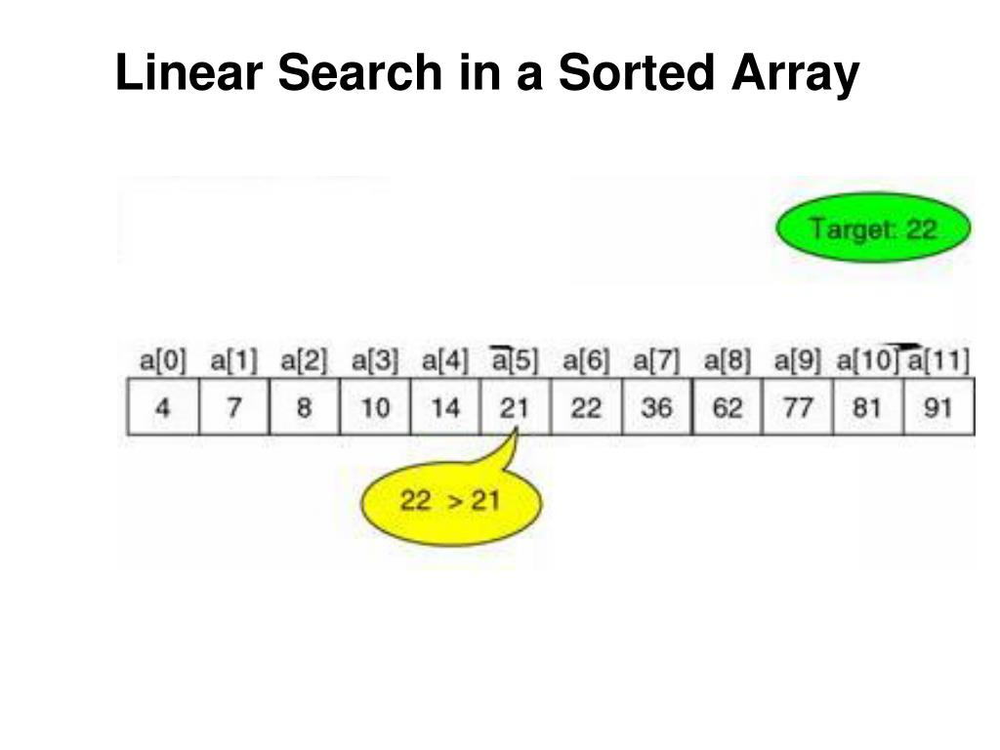 Linear Search in a Sorted Array
Target: 22
a[0] a[1] a[2] a[3] a[4] a[5] a[6] a[7] a[8] a[9] a[10] a[11]
4 7 8 10 14 21 22 36 62 77 81 91
22 > 21